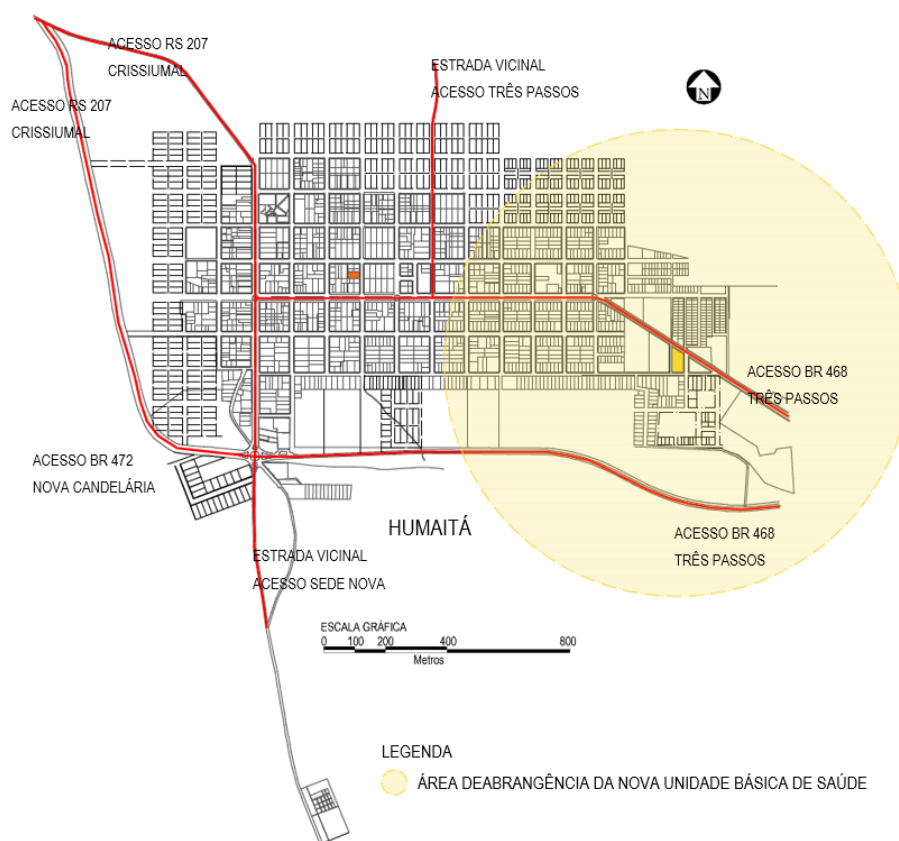 ACESSO RS 207
CRISSIUMAL
ACESSO RS 207
CRISSIUMAL
ESTRADA VICINAL
ACESSO TRÊS PASSOS
N
ACESSO BR 468
TRÊS PASSOS
ACESSO BR 472
NOVA CANDELÁRIA
HUMAITÁ
ACESSO BR 468
TRÊS PASSOS
ESTRADA VICINAL
ACESSO SEDE NOVA
ESCALA GRÁFICA
0 100 200 400 800
Metros
LEGENDA
ÁREA DEABRANGÊNCIA DA NOVA UNIDADE BÁSICA DE SAÚDE